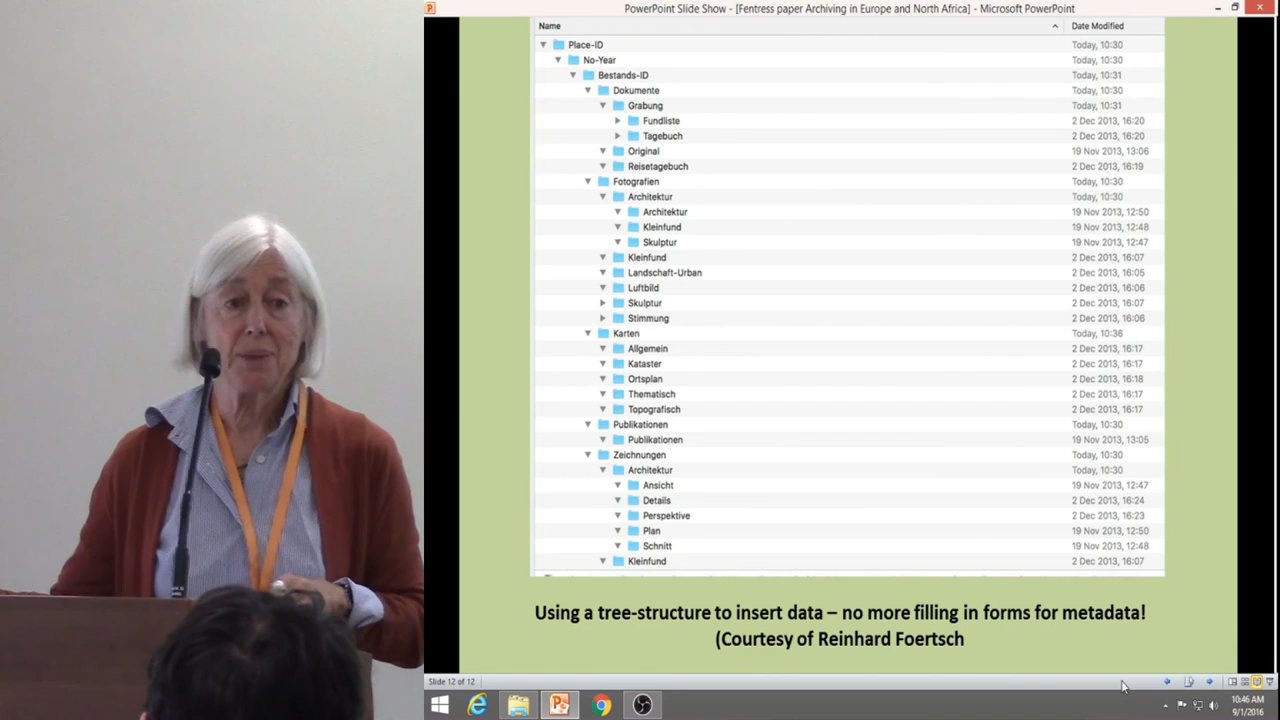 PowerPoint Slide Show - [Fentress paper Archiving in Europe and North Africa] - Microsoft PowerPoint
Name Date Modified
Place-ID Today, 10:30
No-Year Today, 10:30
Bestands-ID Today, 10:31
Dokumente Today, 10:30
Grabung Today, 10:31
Fundliste 2 Dec 2013, 16:20
Tagebuch 2 Dec 2013, 16:20
Original 19 Nov 2013, 13:06
Reisetagebuch 2 Dec 2013, 16:19
Fotografien Today, 10:30
Architektur Today, 10:30
Architektur 19 Nov 2013, 12:50
Kleinfund 19 Nov 2013, 12:48
Skulptur 19 Nov 2013, 12:47
Kleinfund 2 Dec 2013, 16:07
Landschaft-Urban 2 Dec 2013, 16:05
Luftbild 2 Dec 2013, 16:06
Skulptur 2 Dec 2013, 16:07
Stimmung 2 Dec 2013, 16:06
Karten Today, 10:36
Allgemein 2 Dec 2013, 16:17
Kataster 2 Dec 2013, 16:17
Ortsplan 2 Dec 2013, 16:18
Thematisch 2 Dec 2013, 16:17
Topografisch 2 Dec 2013, 16:17
Publikationen Today, 10:30
Publikationen 19 Nov 2013, 13:05
Zeichnungen Today, 10:30
Architektur Today, 10:30
Ansicht 19 Nov 2013, 12:47
Details 2 Dec 2013, 16:24
Perspektive 2 Dec 2013, 16:23
Plan 19 Nov 2013, 12:50
Schnitt 19 Nov 2013, 12:48
Kleinfund 2 Dec 2013, 16:07
Using a tree-structure to insert data – no more filling in forms for metadata!
(Courtesy of Reinhard Foertsch
Slide 12 of 12
10:46 AM
9/1/2016